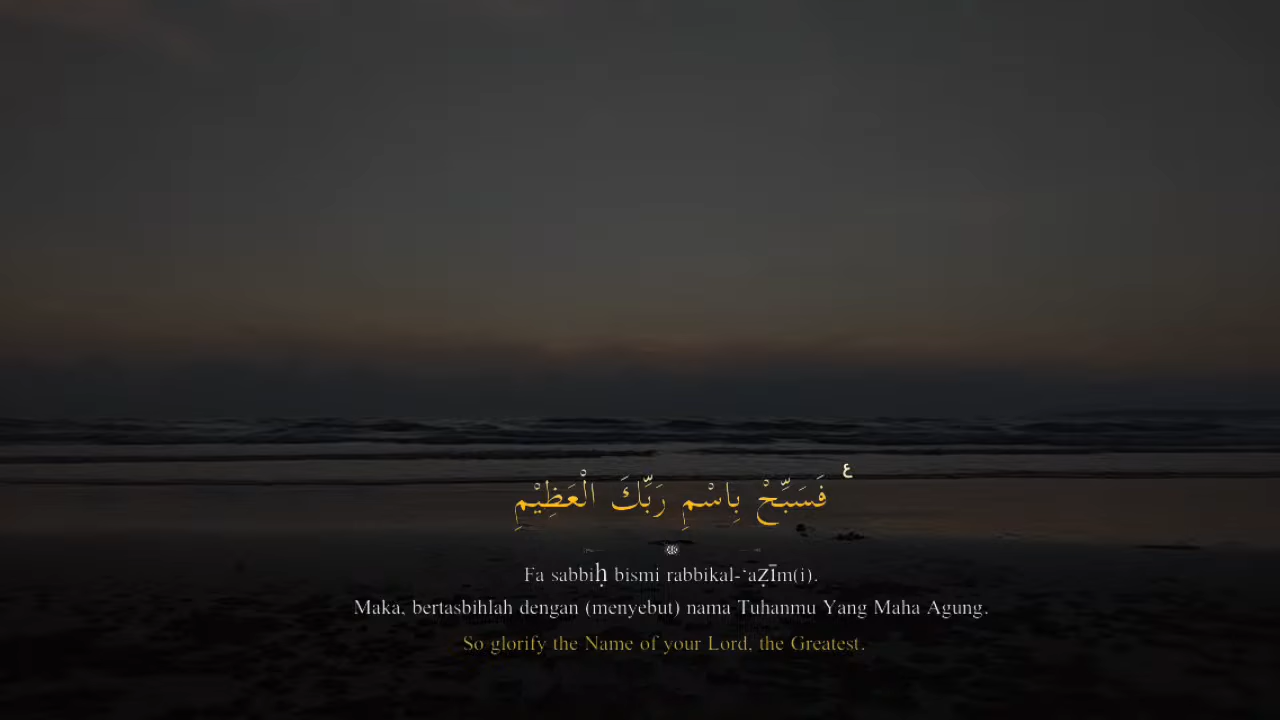 فَسَبِّحْ بِاسْمِ رَبِّكَ الْعَظِيْمِ ࣖ
Fa sabbiḥ bismi rabbikal-‘aẓīm(i).
Maka, bertasbihlah dengan (menyebut) nama Tuhanmu Yang Maha Agung.
So glorify the Name of your Lord, the Greatest.